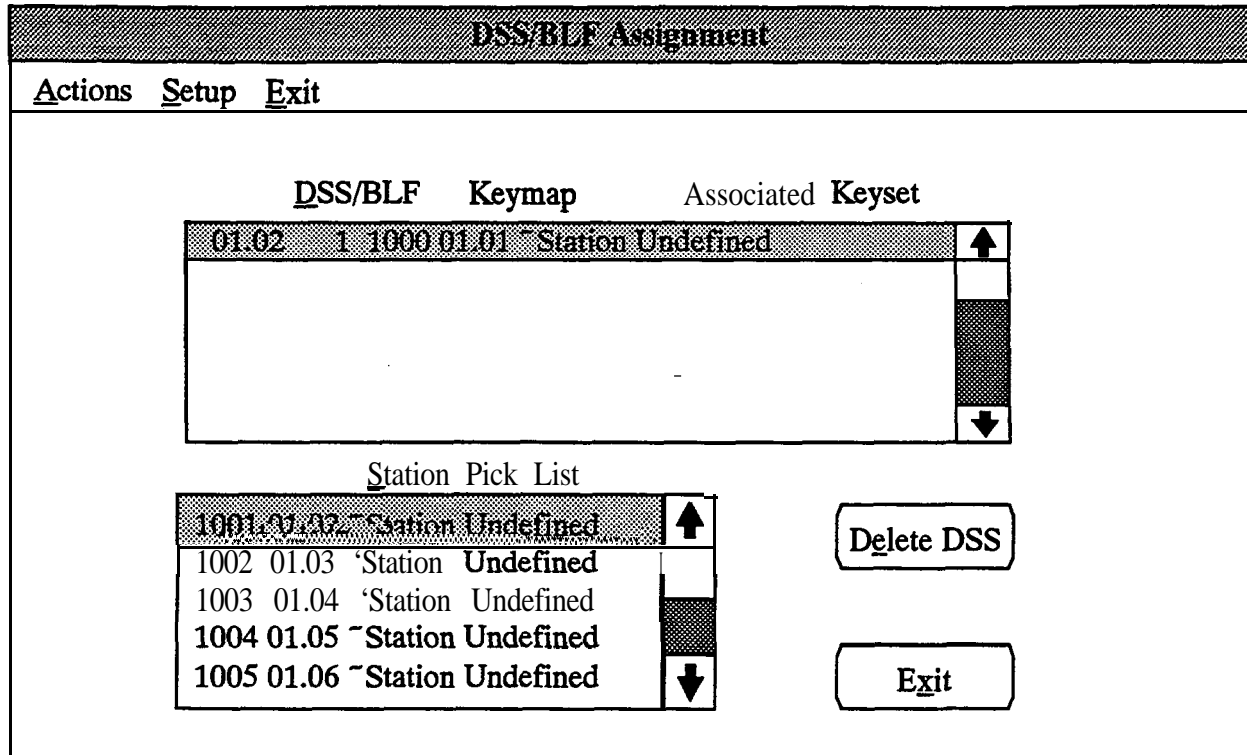 DSS/BLF Assignment
Actions Setup Exit
DSS/BLF Keymap Associated Keyset
01.02 1 1000 01.01 ~Station Undefined
Station Pick List
1001 01.02 ~Station Undefined
1002 01.03 ‘Station Undefined
1003 01.04 ‘Station Undefined
1004 01.05 ~Station Undefined
1005 01.06 ~Station Undefined
Delete DSS
Exit